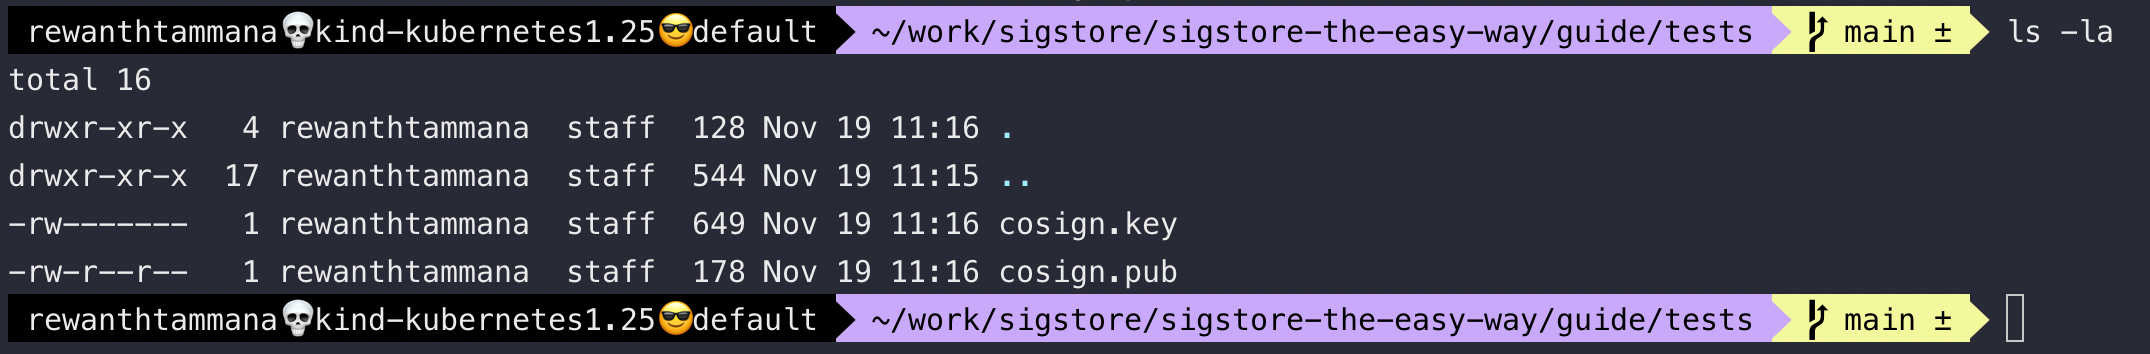 rewanthtammana💀kind-kubernetes1.25😎default ~/work/sigstore/sigstore-the-easy-way/guide/tests main ± ls -la
total 16
drwxr-xr-x   4 rewanthtammana  staff  128 Nov 19 11:16 .
drwxr-xr-x  17 rewanthtammana  staff  544 Nov 19 11:15 ..
-rw-------   1 rewanthtammana  staff  649 Nov 19 11:16 cosign.key
-rw-r--r--   1 rewanthtammana  staff  178 Nov 19 11:16 cosign.pub
rewanthtammana💀kind-kubernetes1.25😎default ~/work/sigstore/sigstore-the-easy-way/guide/tests main ±